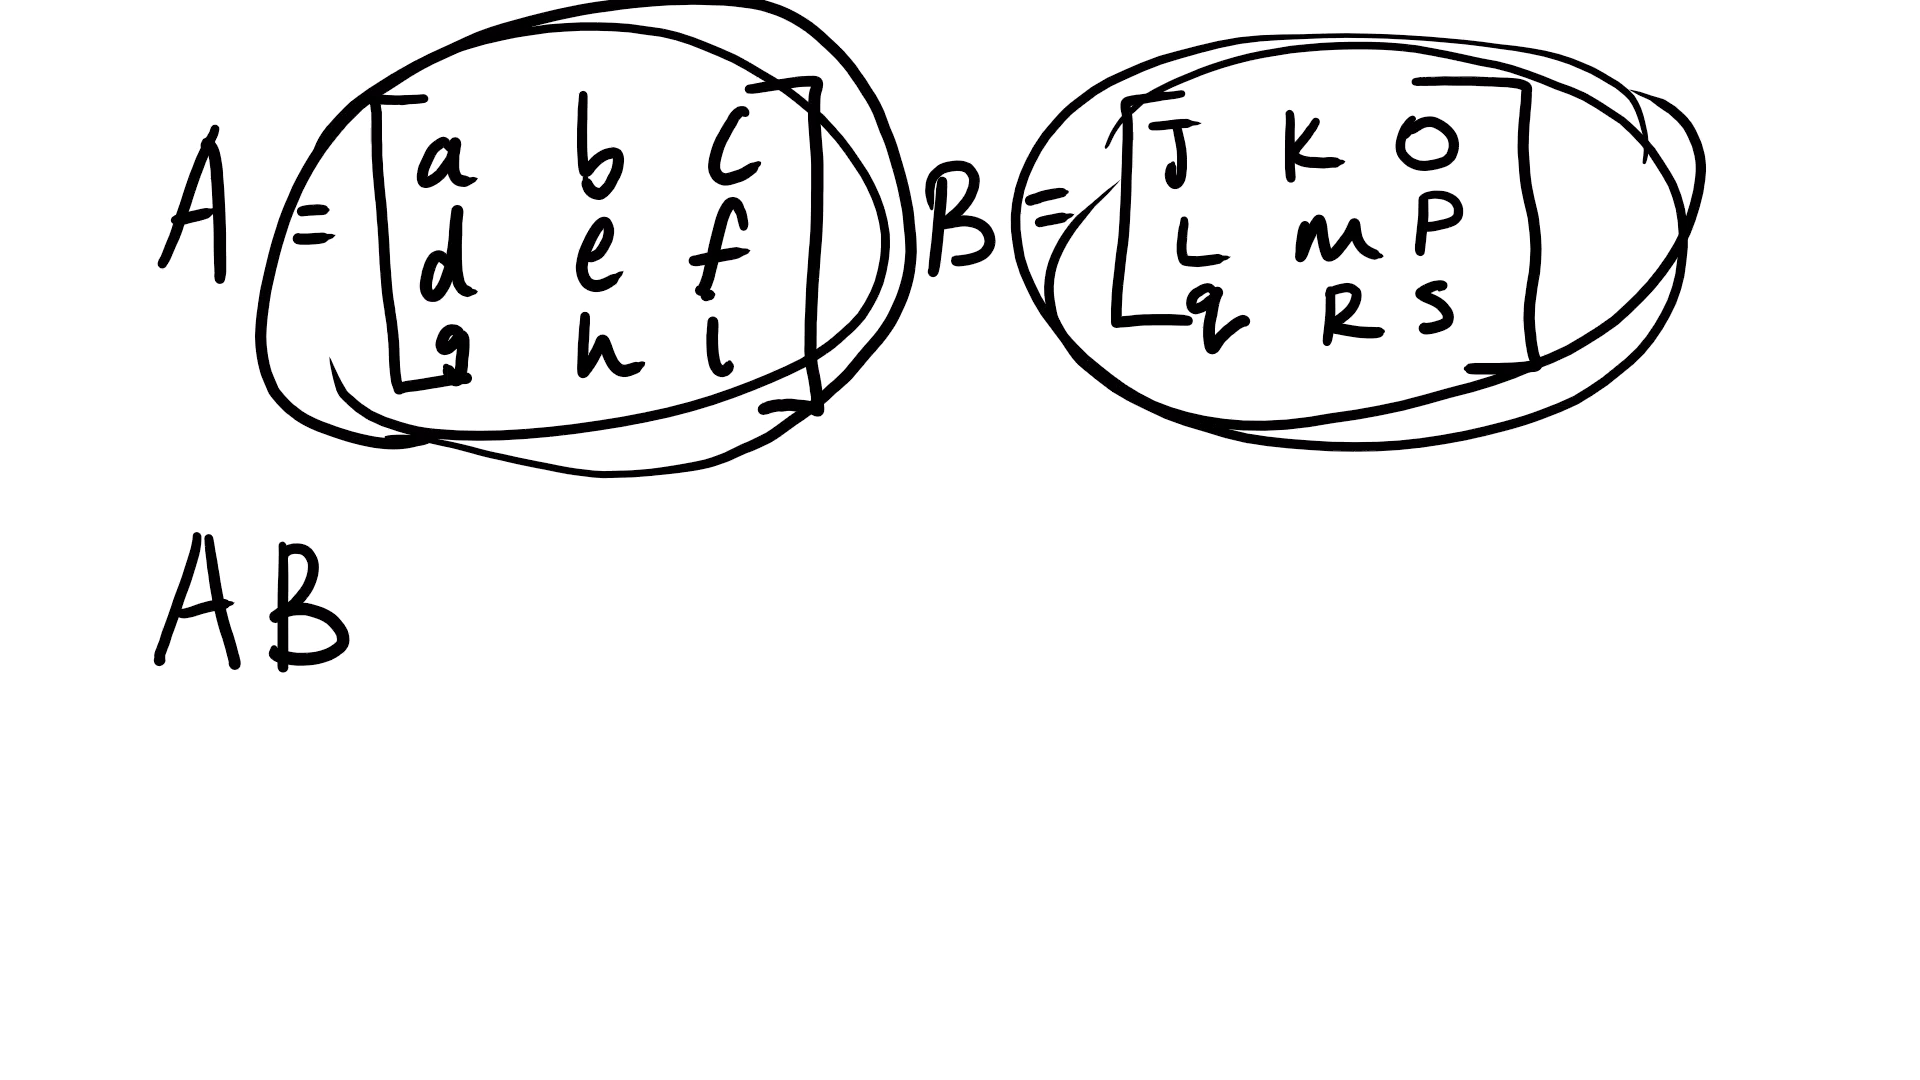 A = [a b c B = [J K O
d e f L m P
g h i] q R S]
AB